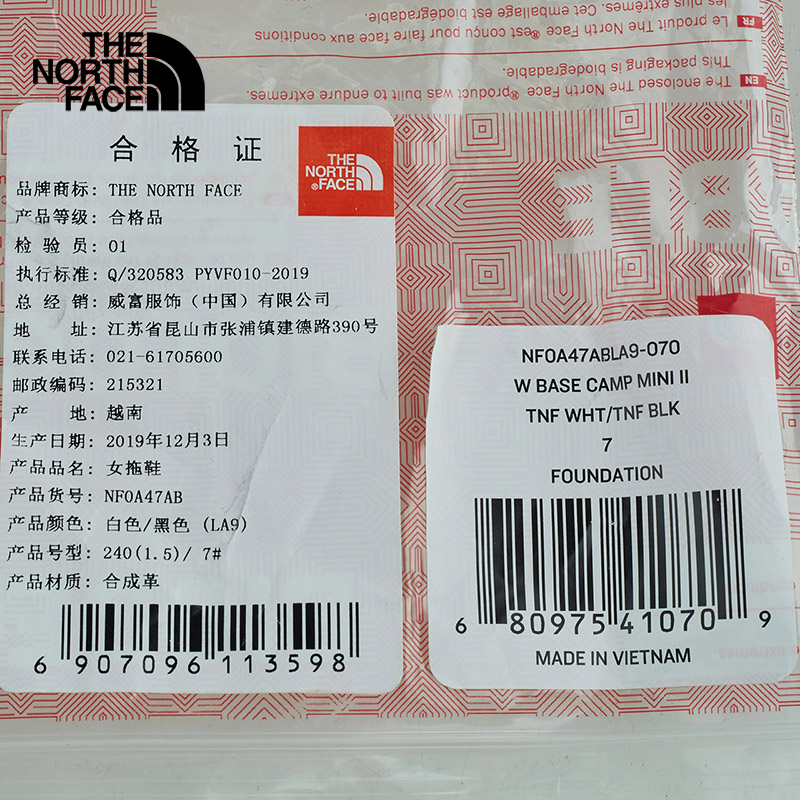 les plus extrêmes. Cet emballage est biodégradable.
FR Le produit The North Face ®est conçu pour faire face aux conditions
This packaging is biodegradable.
EN The enclosed The North Face ®product was built to endure extremes.
THE
NORTH
FACE
合格证
THE
NORTH
®FACE
品牌商标: THE NORTH FACE
产品等级: 合格品
检验员: 01
执行标准: Q/320583 PYVF010-2019
总经销: 威富服饰(中国)有限公司
地址: 江苏省昆山市张浦镇建德路390号
联系电话: 021-61705600
邮政编码: 215321
产地: 越南
生产日期: 2019年12月3日
产品品名: 女拖鞋
产品货号: NF0A47AB
产品颜色: 白色/黑色 (LA9)
产品号型: 240(1.5)/ 7#
产品材质: 合成革
6 907096 113598
NF0A47ABLA9-070
W BASE CAMP MINI II
TNF WHT/TNF BLK
7
FOUNDATION
6 80975 41070 9
MADE IN VIETNAM